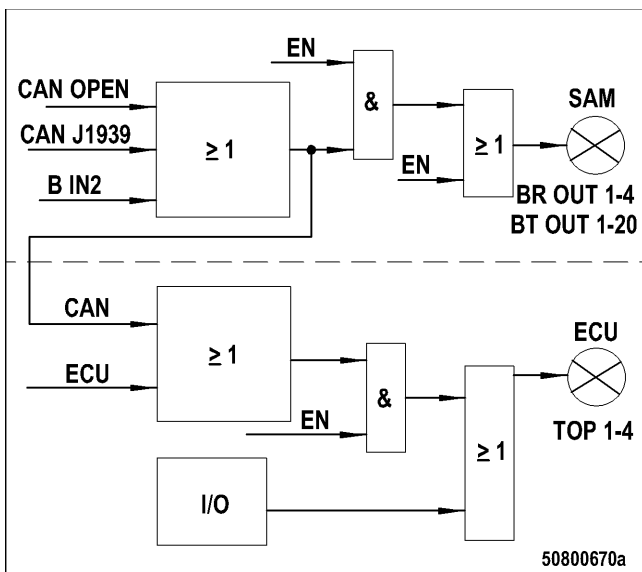 EN
CAN OPEN
&
SAM
CAN J1939
≥ 1
≥ 1
EN
B IN2
BR OUT 1-4
BT OUT 1-20
CAN
ECU
≥ 1
ECU
&
EN
TOP 1-4
≥ 1
I/O
50800670a